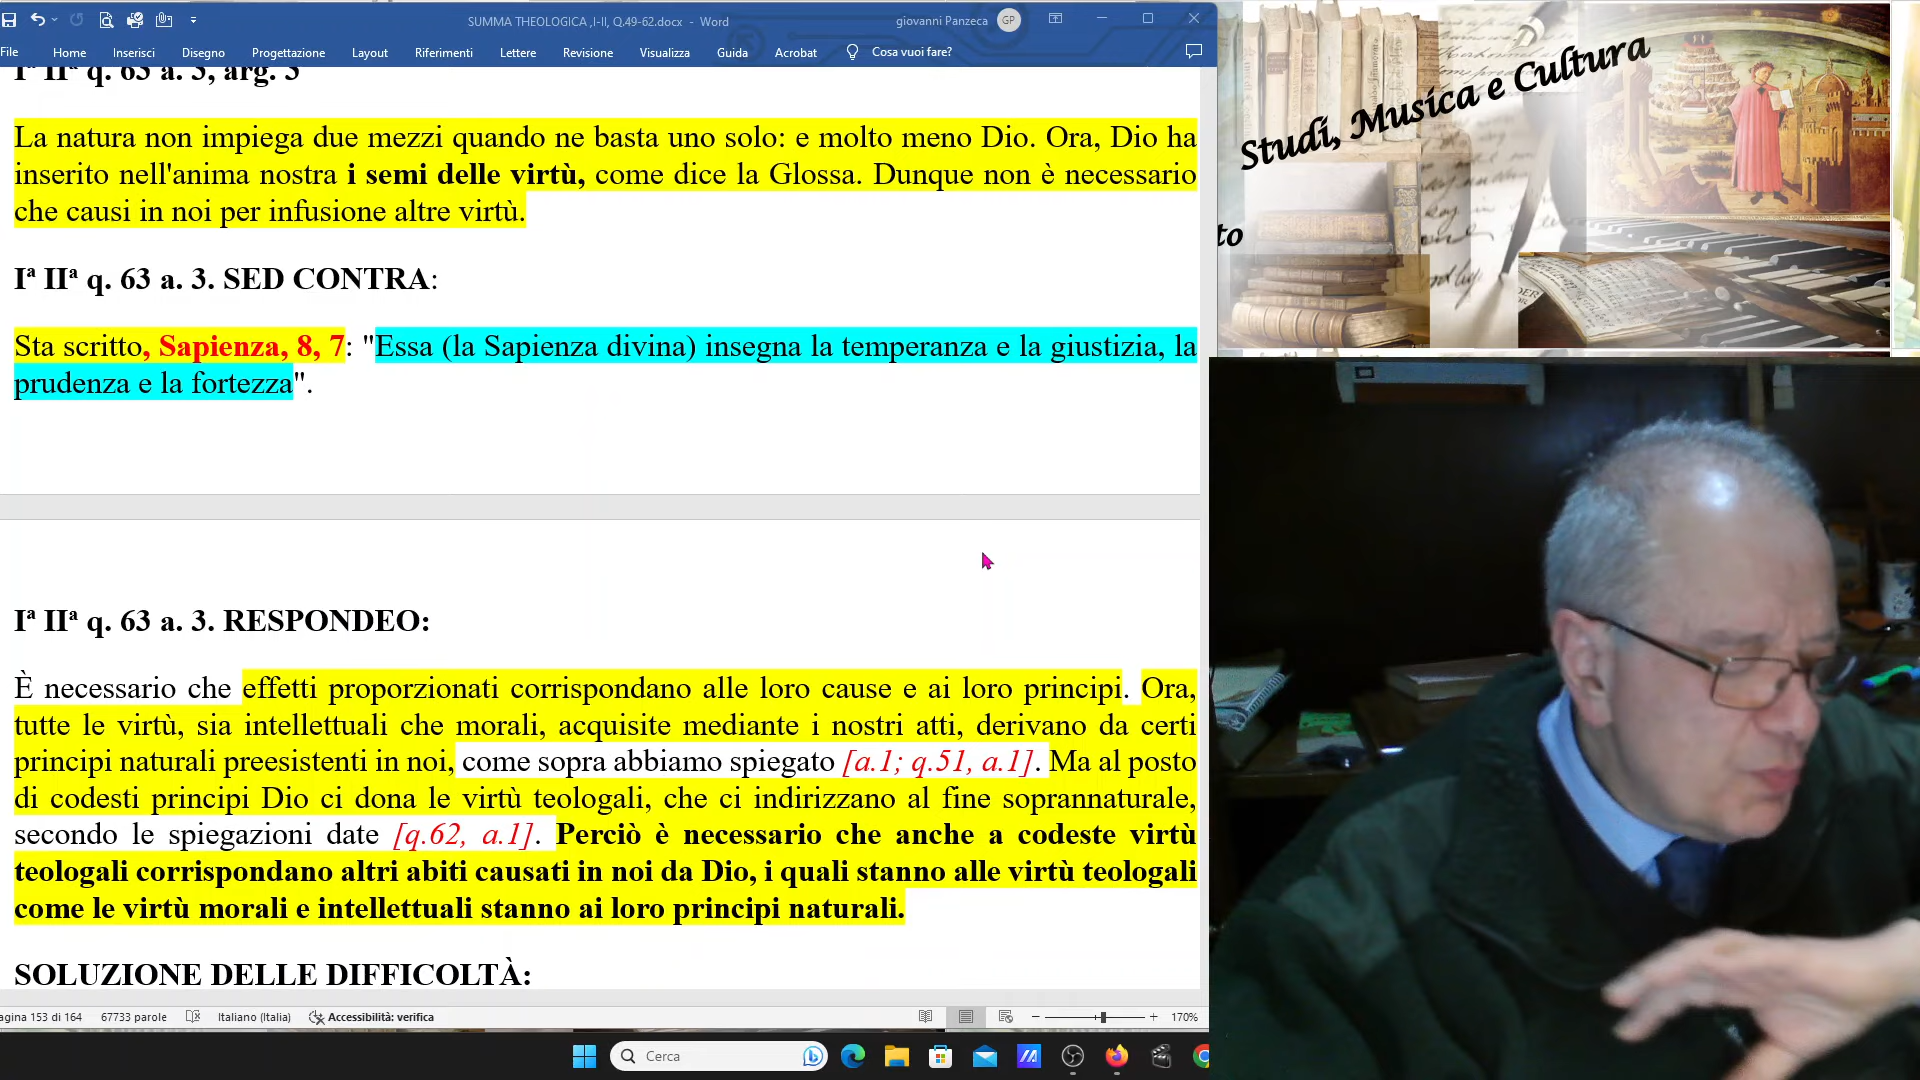 SUMMA THEOLOGICA ,I-II, Q.49-62.docx - Word
giovanni Panzeca GP
File Home Inserisci Disegno Progettazione Layout Riferimenti Lettere Revisione Visualizza Guida Acrobat Cosa vuoi fare?
Iª IIª q. 63 a. 3, arg. 3
La natura non impiega due mezzi quando ne basta uno solo: e molto meno Dio. Ora, Dio ha
inserito nell'anima nostra i semi delle virtù, come dice la Glossa. Dunque non è necessario
che causi in noi per infusione altre virtù.
Iª IIª q. 63 a. 3. SED CONTRA:
Sta scritto, Sapienza, 8, 7: "Essa (la Sapienza divina) insegna la temperanza e la giustizia, la
prudenza e la fortezza".
Iª IIª q. 63 a. 3. RESPONDEO:
È necessario che effetti proporzionati corrispondano alle loro cause e ai loro principi. Ora,
tutte le virtù, sia intellettuali che morali, acquisite mediante i nostri atti, derivano da certi
principi naturali preesistenti in noi, come sopra abbiamo spiegato [a.1; q.51, a.1]. Ma al posto
di codesti principi Dio ci dona le virtù teologali, che ci indirizzano al fine soprannaturale,
secondo le spiegazioni date [q.62, a.1]. Perciò è necessario che anche a codeste virtù
teologali corrispondano altri abiti causati in noi da Dio, i quali stanno alle virtù teologali
come le virtù morali e intellettuali stanno ai loro principi naturali.
SOLUZIONE DELLE DIFFICOLTÀ:
agina 153 di 164 67733 parole Italiano (Italia) Accessibilità: verifica 170%
Cerca
Studi, Musica e Cultura
to